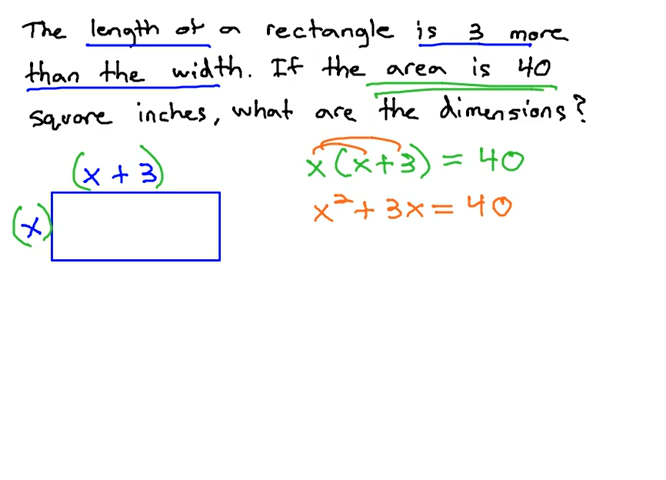 The length of a rectangle is 3 more
than the width. If the area is 40
square inches, what are the dimensions?
(x + 3)
(x)
x(x+3) = 40
x² + 3x = 40